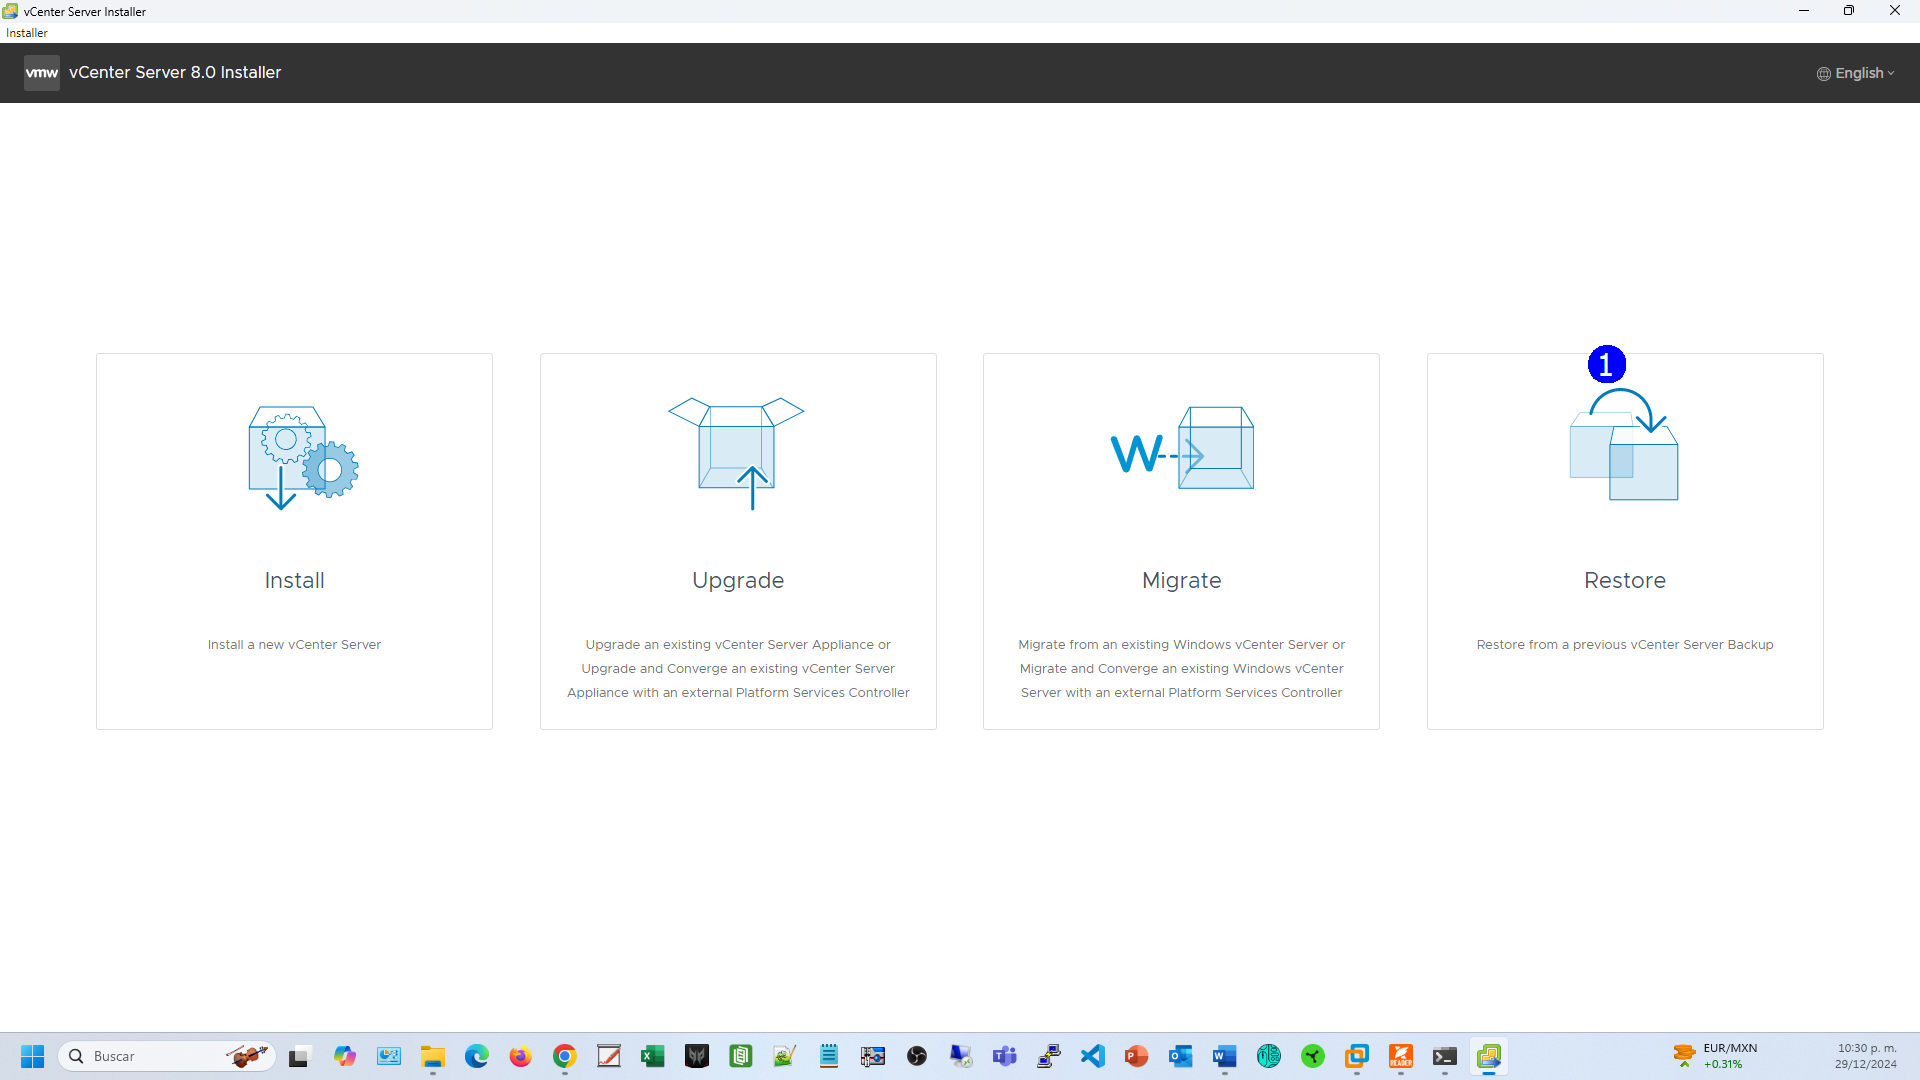 vCenter Server Installer
Installer
vmw vCenter Server 8.0 Installer
English
1
W
Install
Install a new vCenter Server
Upgrade
Upgrade an existing vCenter Server Appliance or
Upgrade and Converge an existing vCenter Server
Appliance with an external Platform Services Controller
Migrate
Migrate from an existing Windows vCenter Server or
Migrate and Converge an existing Windows vCenter
Server with an external Platform Services Controller
Restore
Restore from a previous vCenter Server Backup
Buscar
READER
EUR/MXN
+0.31%
10:30 p. m.
29/12/2024